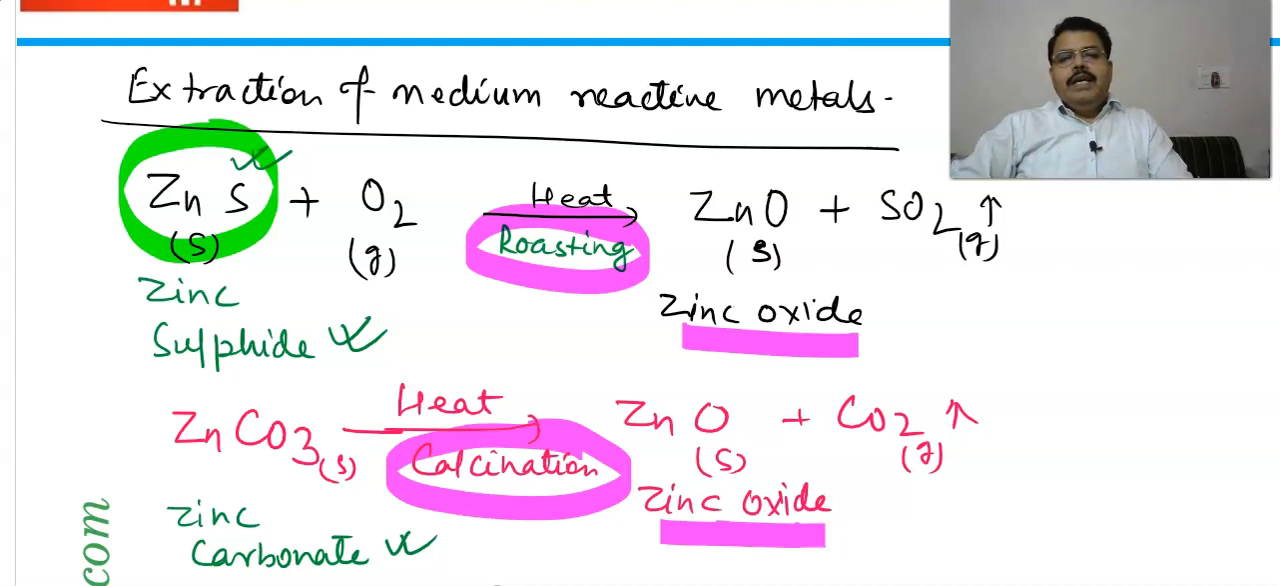 Extraction of medium reactive metals.
ZnS + O2 Heat ZnO + SO2↑
(s) (g) Roasting (s) (g)
Zinc Zinc oxide
Sulphide
ZnCO3(s) Heat ZnO + CO2↑
Calcination (s) (g)
Zinc oxide
Zinc
Carbonate
com